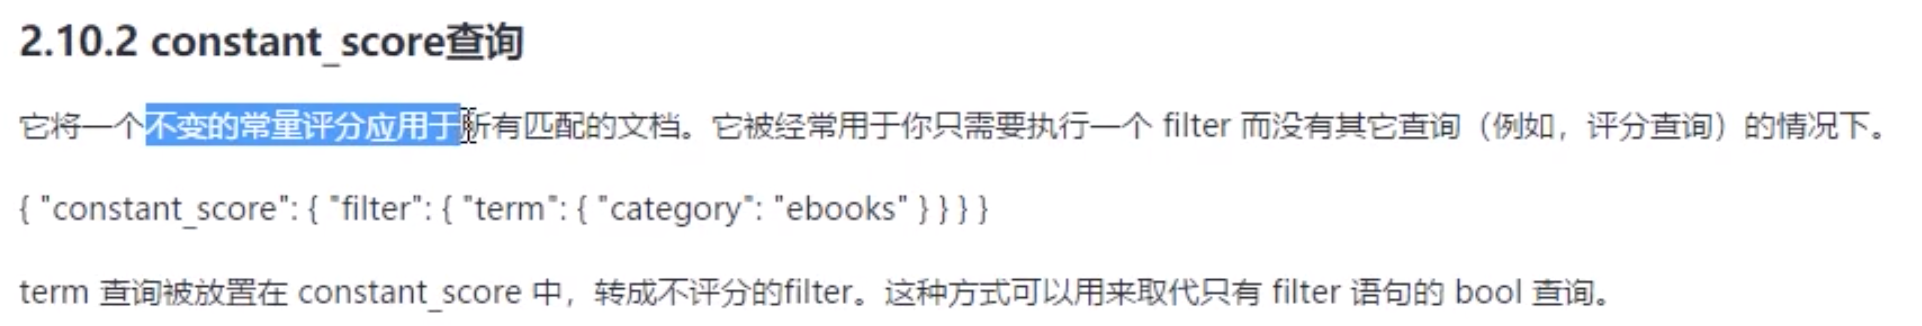 2.10.2 constant_score查询
它将一个不变的常量评分应用于所有匹配的文档。它被经常用于你只需要执行一个 filter 而没有其它查询（例如，评分查询）的情况下。
{ "constant_score": { "filter": { "term": { "category": "ebooks" } } } }
term 查询被放置在 constant_score 中，转成不评分的filter。这种方式可以用来取代只有 filter 语句的 bool 查询。